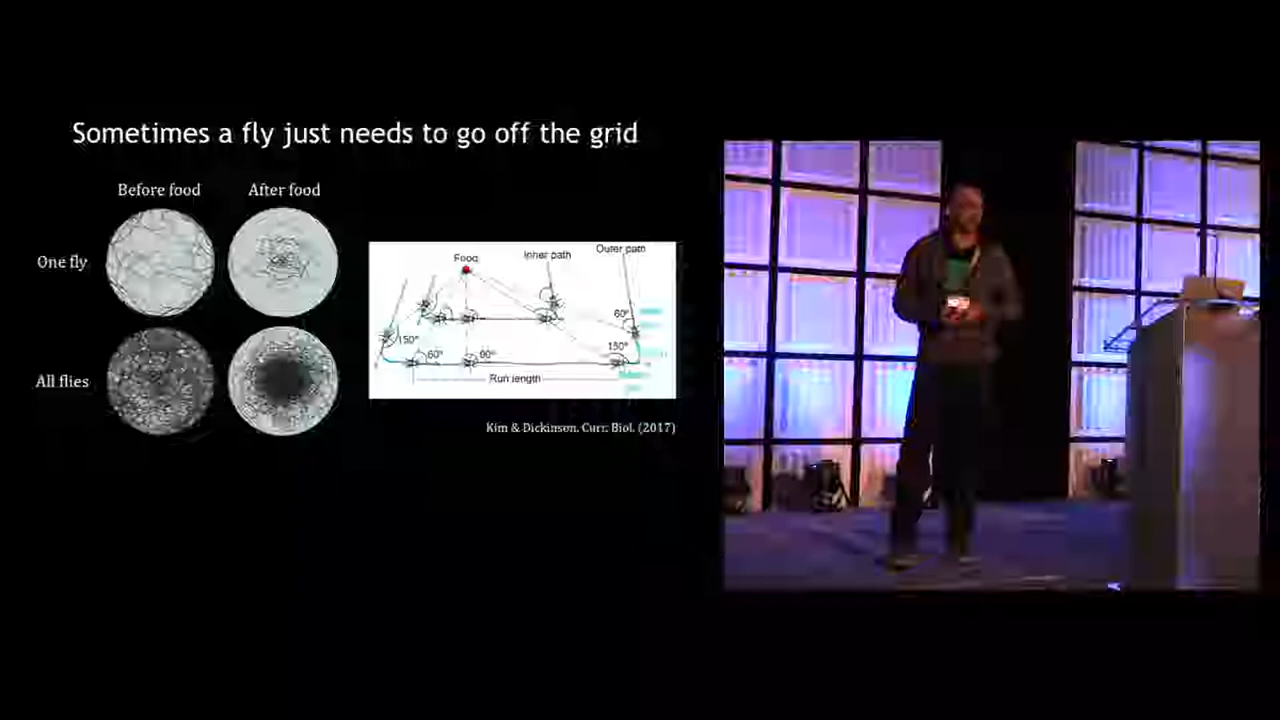 Sometimes a fly just needs to go off the grid
Before food
After food
One fly
All flies
Food
Inner path
Outer path
60°
150°
60°
90°
150°
Run length
Kim & Dickinson. Curr. Biol. (2017)